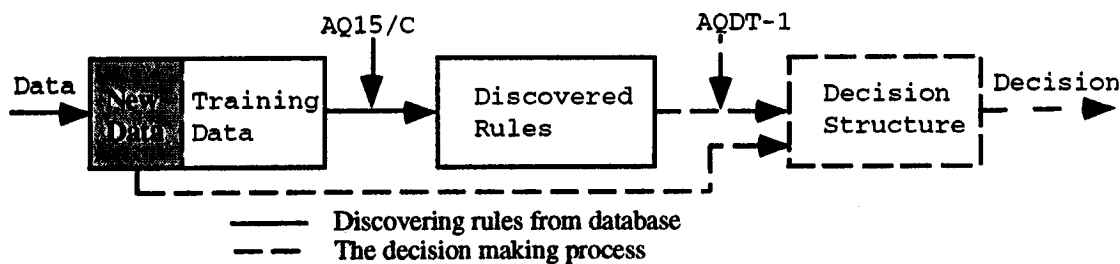 AQ15/C
AQDT-1
Data
New
Data
Training
Data
Discovered
Rules
Decision
Structure
Decision
Discovering rules from database
The decision making process